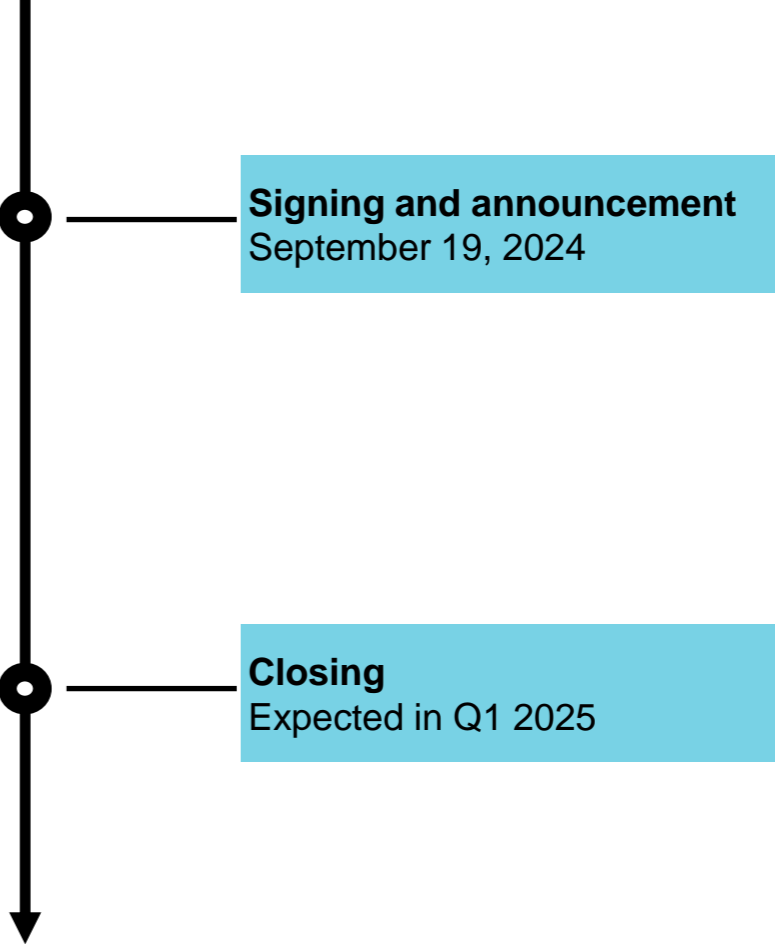 Signing and announcement
September 19, 2024
Closing
Expected in Q1 2025